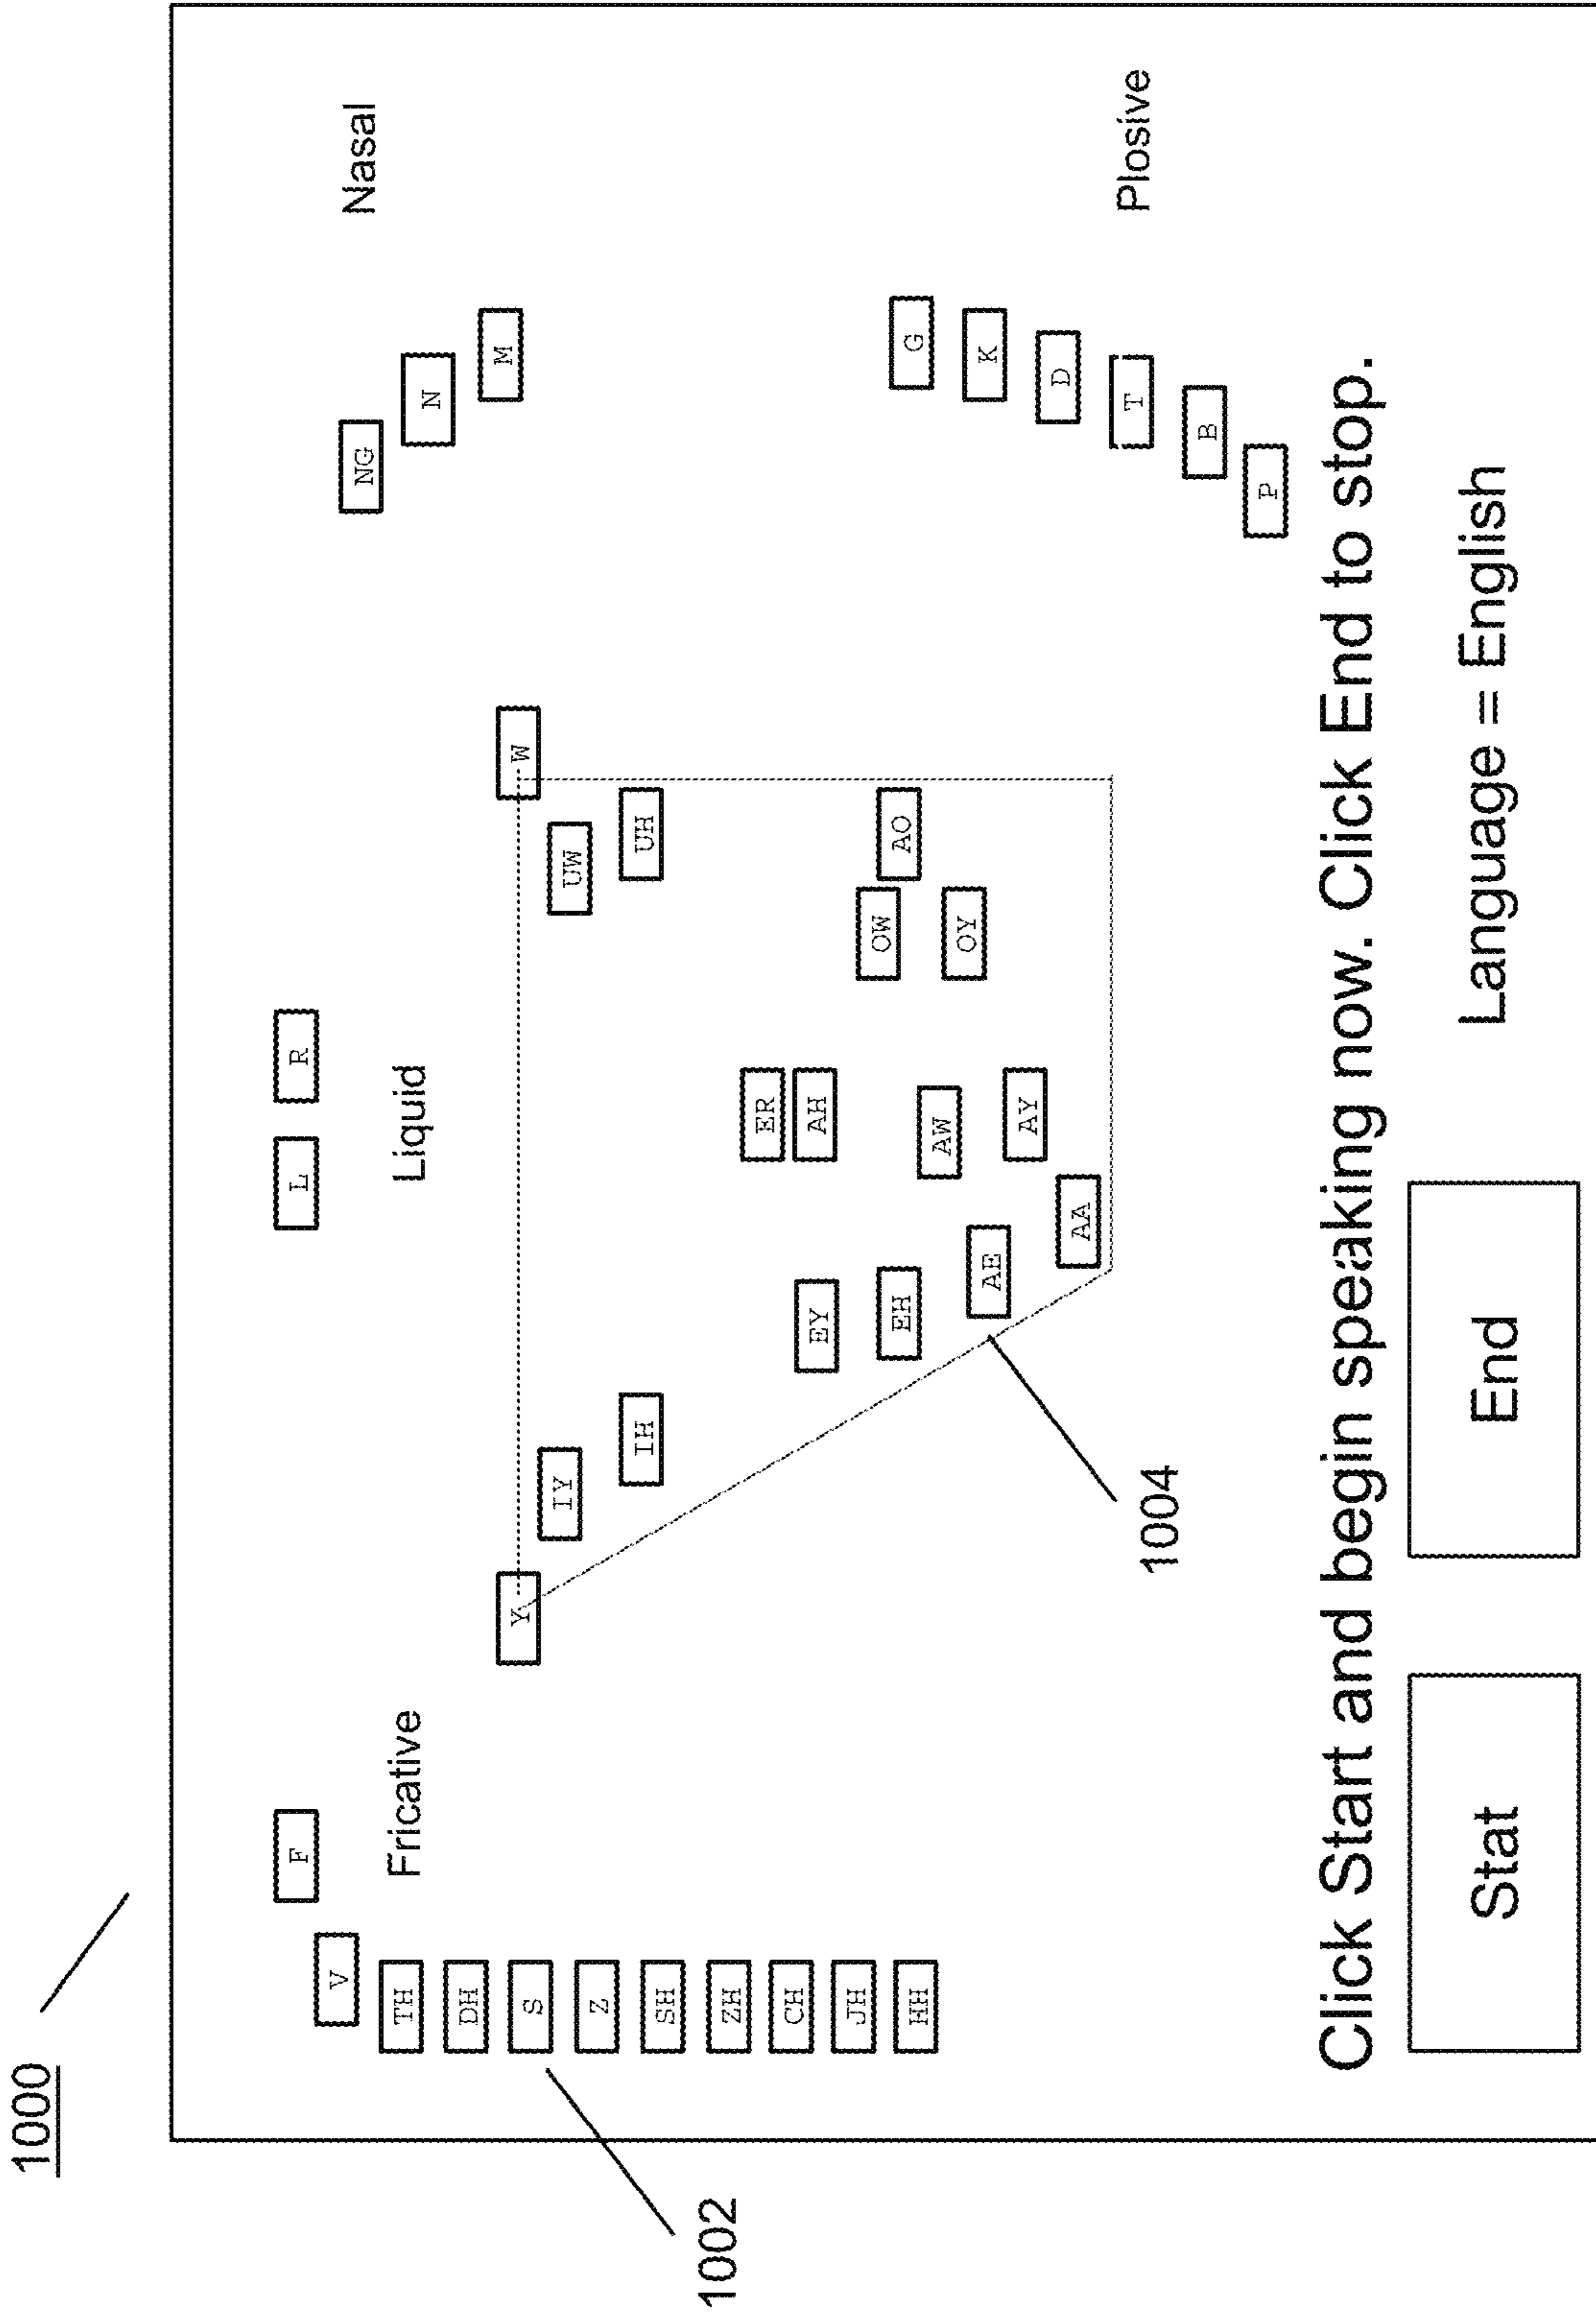 1000
F
L
R
V
NG
Nasal
TH
Fricative
Liquid
N
DH
M
S
Y
W
IY
UW
Z
IH
UH
SH
1002
ZH
ER
CH
EY
AH
JH
OW
EH
AO
G
HH
AW
OY
K
AE
AY
D
AA
T
Plosive
1004
B
P
Click Start and begin speaking now. Click End to stop.
Stat
End
Language = English